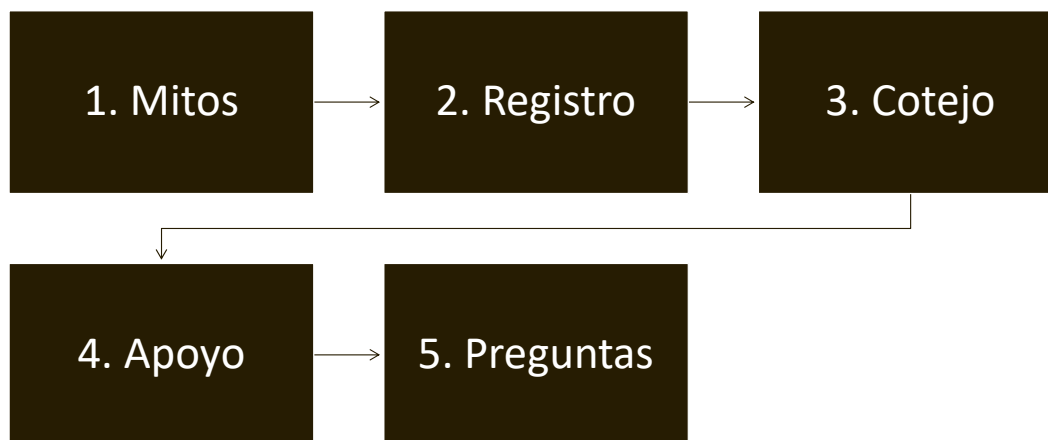 1. Mitos
2. Registro
3. Cotejo
4. Apoyo
5. Preguntas